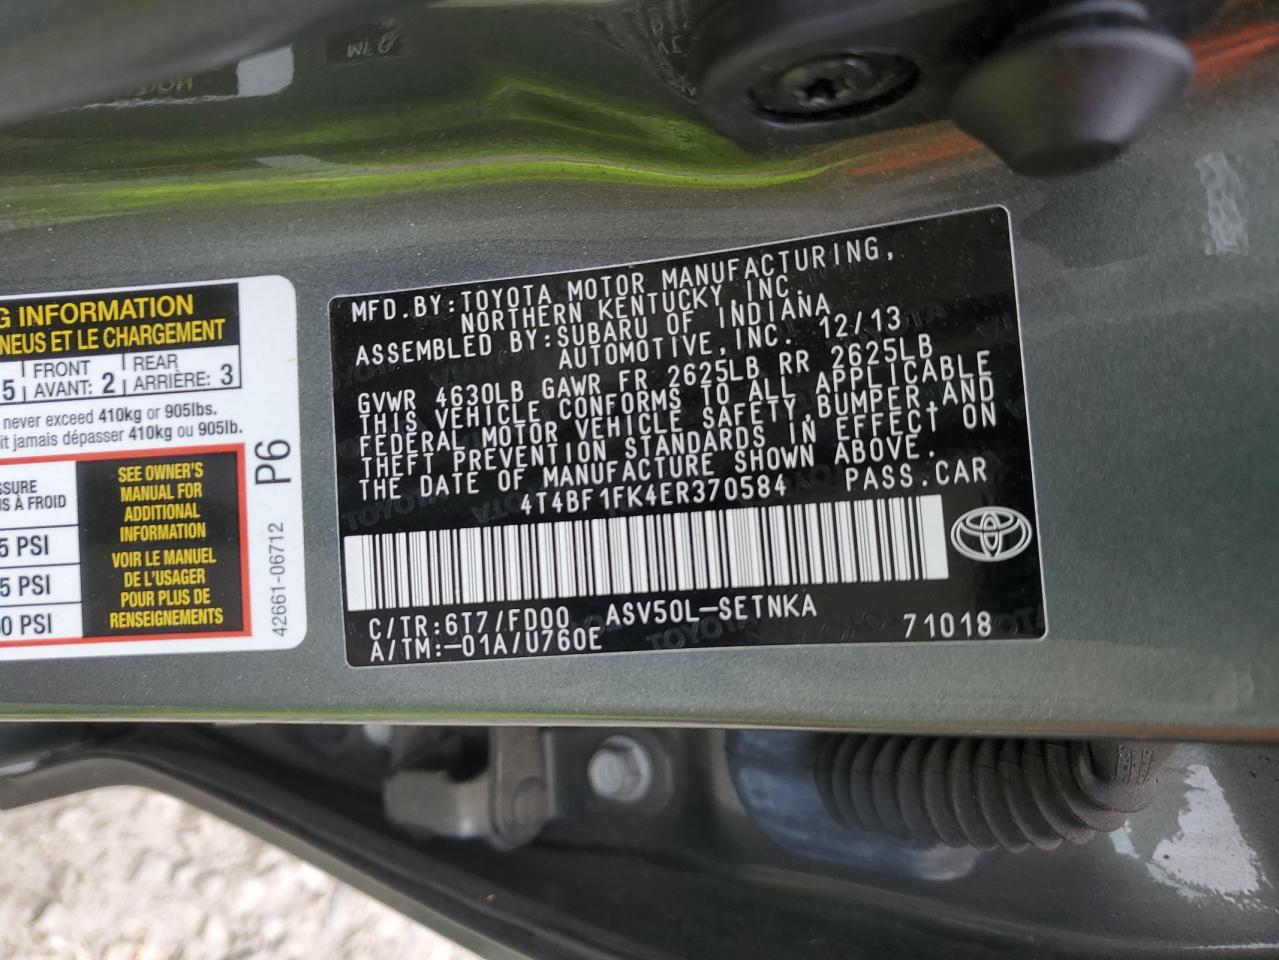 G INFORMATION
NEUS ET LE CHARGEMENT
5 FRONT AVANT: 2 REAR ARRIÈRE: 3
never exceed 410kg or 905lbs.
it jamais dépasser 410kg ou 905lb.
SSURE
S À FROID
5 PSI
5 PSI
0 PSI
SEE OWNER'S
MANUAL FOR
ADDITIONAL
INFORMATION
VOIR LE MANUEL
DE L'USAGER
POUR PLUS DE
RENSEIGNEMENTS
P6
42661-06712
MFD.BY:TOYOTA MOTOR MANUFACTURING,
NORTHERN KENTUCKY,INC.
ASSEMBLED BY:SUBARU OF INDIANA
AUTOMOTIVE,INC. 12/13
GVWR 4630LB GAWR FR 2625LB RR 2625LB
THIS VEHICLE CONFORMS TO ALL APPLICABLE
FEDERAL MOTOR VEHICLE SAFETY,BUMPER,AND
THEFT PREVENTION STANDARDS IN EFFECT ON
THE DATE OF MANUFACTURE SHOWN ABOVE.
4T4BF1FK4ER370584 PASS.CAR
C/TR:6T7/FD00 ASV50L-SETNKA
A/TM:-01A/U760E 71018